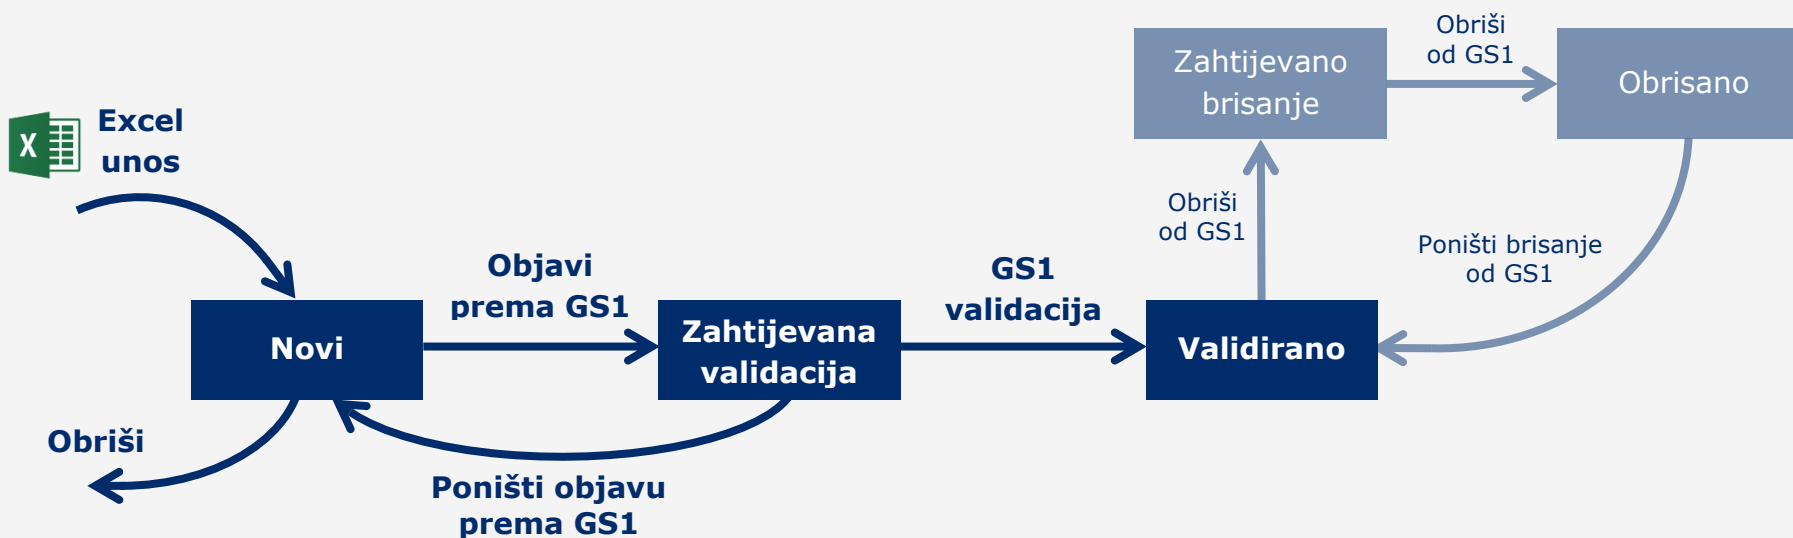 Obriši
od GS1
Zahtijevano
brisanje
Obrisano
X
Excel
unos
Obriši
od GS1
Poništi brisanje
od GS1
Objavi
prema GS1
GS1
validacija
Novi
Zahtijevana
validacija
Validirano
Obriši
Poništi objavu
prema GS1